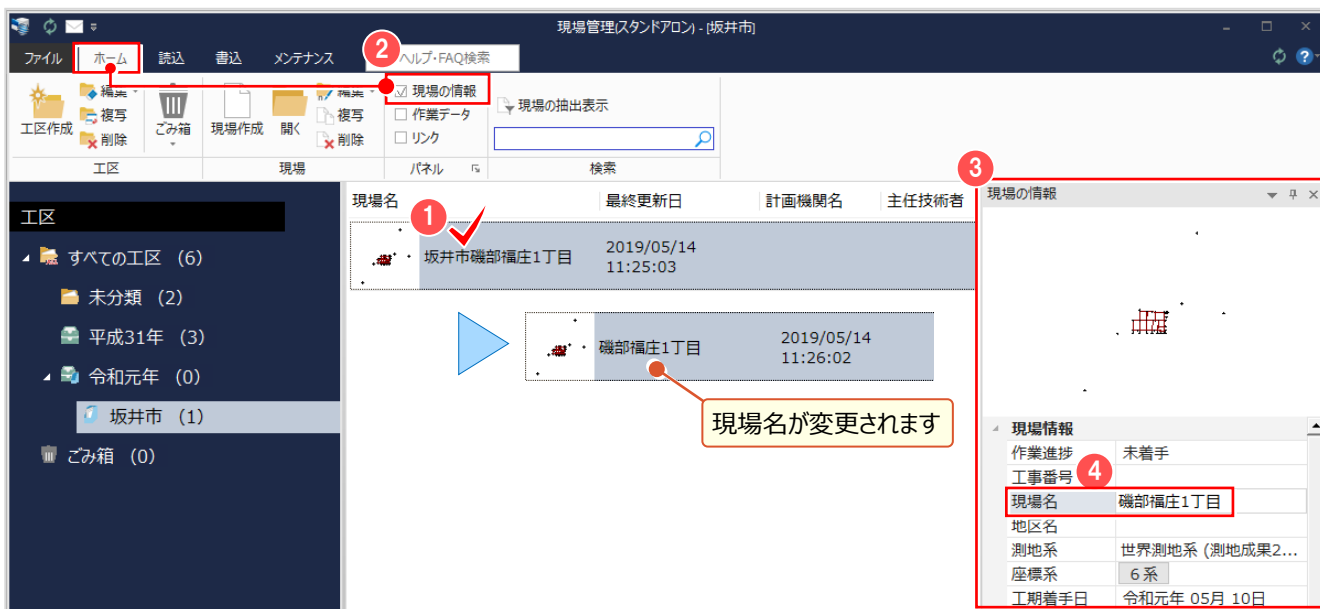 現場管理(スタンドアロン) - [坂井市]
ファイル ホーム 読込 書込 メンテナンス 2 ヘルプ・FAQ検索
工区作成
編集
複写
削除
ごみ箱
工区
現場作成
開く
編集
複写
削除
現場
☑ 現場の情報
作業データ
リンク
パネル
現場の抽出表示
検索
工区
すべての工区 (6)
未分類 (2)
平成31年 (3)
令和元年 (0)
坂井市 (1)
ごみ箱 (0)
現場名 最終更新日 計画機関名 主任技術者
1
坂井市磯部福庄1丁目 2019/05/14
11:25:03
磯部福庄1丁目 2019/05/14
11:26:02
現場名が変更されます
3
現場の情報
現場情報
作業進捗 未着手
工事番号
4
現場名 磯部福庄1丁目
地区名
測地系 世界測地系 (測地成果2...
座標系 6系
工期着手日 令和元年 05月 10日